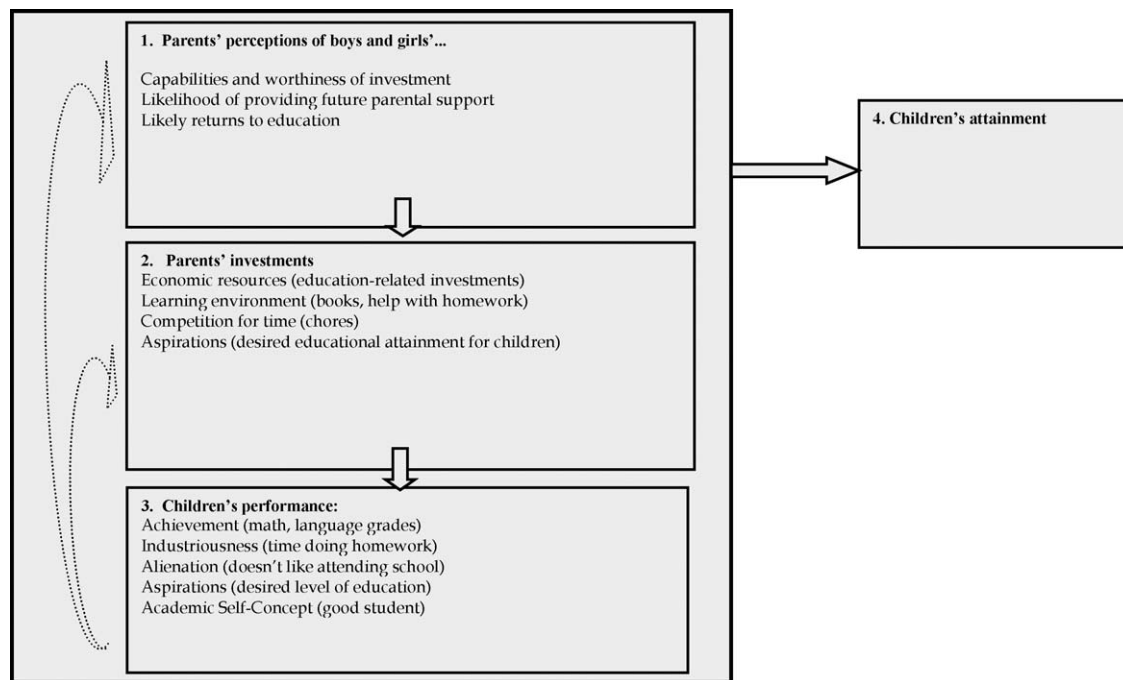 1. Parents’ perceptions of boys and girls’...
Capabilities and worthiness of investment
Likelihood of providing future parental support
Likely returns to education
2. Parents’ investments
Economic resources (education-related investments)
Learning environment (books, help with homework)
Competition for time (chores)
Aspirations (desired educational attainment for children)
3. Children’s performance:
Achievement (math, language grades)
Industriousness (time doing homework)
Alienation (doesn’t like attending school)
Aspirations (desired level of education)
Academic Self-Concept (good student)
4. Children’s attainment